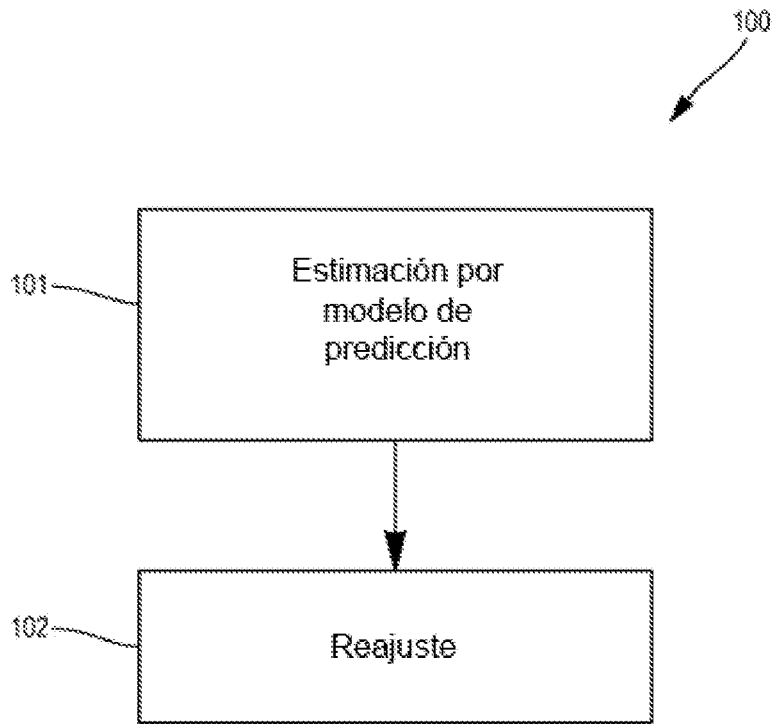 100
101
Estimación por
modelo de
predicción
102
Reajuste